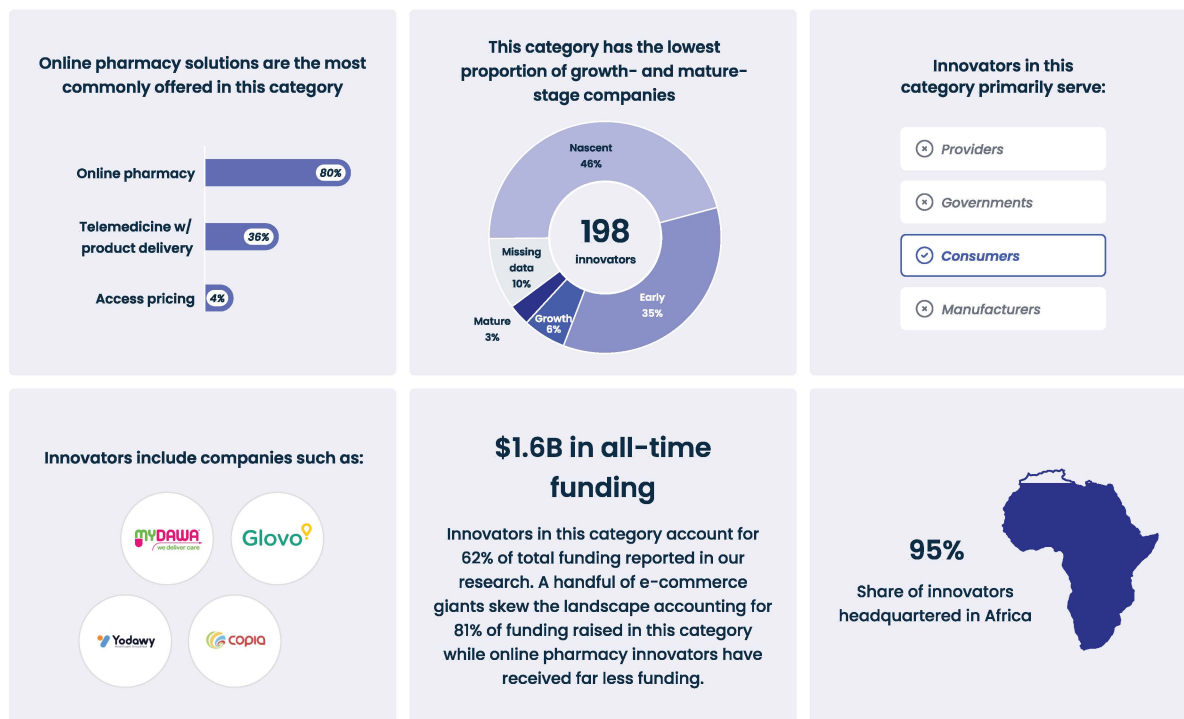 Online pharmacy solutions are the most
commonly offered in this category
Online pharmacy
80%
Telemedicine w/
product delivery
36%
Access pricing
4%
This category has the lowest
proportion of growth- and mature-
stage companies
Nascent
46%
198
innovators
Missing
data
10%
Early
35%
Growth
6%
Mature
3%
Innovators in this
category primarily serve:
Providers
Governments
Consumers
Manufacturers
Innovators include companies such as:
MYDAWA
we deliver care
Glovo
Yodawy
copia
$1.6B in all-time
funding
Innovators in this category account for
62% of total funding reported in our
research. A handful of e-commerce
giants skew the landscape accounting for
81% of funding raised in this category
while online pharmacy innovators have
received far less funding.
95%
Share of innovators
headquartered in Africa